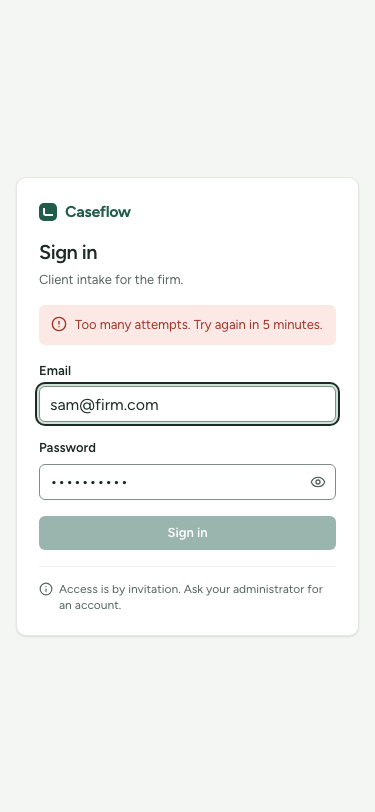 Caseflow
Sign in
Client intake for the firm.
Too many attempts. Try again in 5 minutes.
Email
sam@firm.com
Password
••••••••••
Sign in
Access is by invitation. Ask your administrator for
an account.